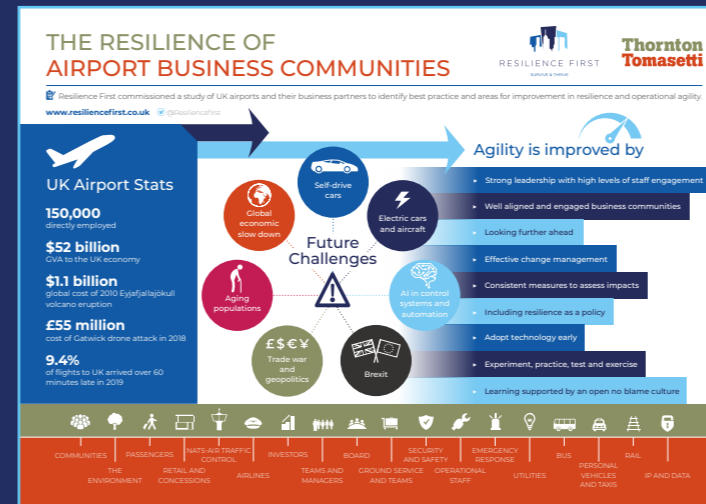 THE RESILIENCE OF
AIRPORT BUSINESS COMMUNITIES
RESILIENCE FIRST
SURVIVE & THRIVE
Thornton
Tomasetti
Resilience First commissioned a study of UK airports and their business partners to identify best practice and areas for improvement in resilience and operational agility.
www.resiliencefirst.co.uk @Resiliencefirst
UK Airport Stats
150,000
directly employed
$52 billion
GVA to the UK economy
$1.1 billion
global cost of 2010 Eyjafjallajökull
volcano eruption
£55 million
cost of Gatwick drone attack in 2018
9.4%
of flights to UK arrived over 60
minutes late in 2019
Future
Challenges
Self-drive
cars
Electric cars
and aircraft
AI in control
systems and
automation
Brexit
£$€¥
Trade war
and
geopolitics
Aging
populations
Global
economic
slow down
Agility is improved by
Strong leadership with high levels of staff engagement
Well aligned and engaged business communities
Looking further ahead
Effective change management
Consistent measures to assess impacts
Including resilience as a policy
Adopt technology early
Experiment, practice, test and exercise
Learning supported by an open no blame culture
COMMUNITIES
THE
ENVIRONMENT
PASSENGERS
RETAIL AND
CONCESSIONS
NATS-AIR TRAFFIC
CONTROL
AIRLINES
INVESTORS
TEAMS AND
MANAGERS
BOARD
GROUND SERVICE
AND TEAMS
SECURITY
AND SAFETY
OPERATIONAL
STAFF
EMERGENCY
RESPONSE
UTILITIES
BUS
PERSONAL
VEHICLES
AND TAXIS
RAIL
IP AND DATA